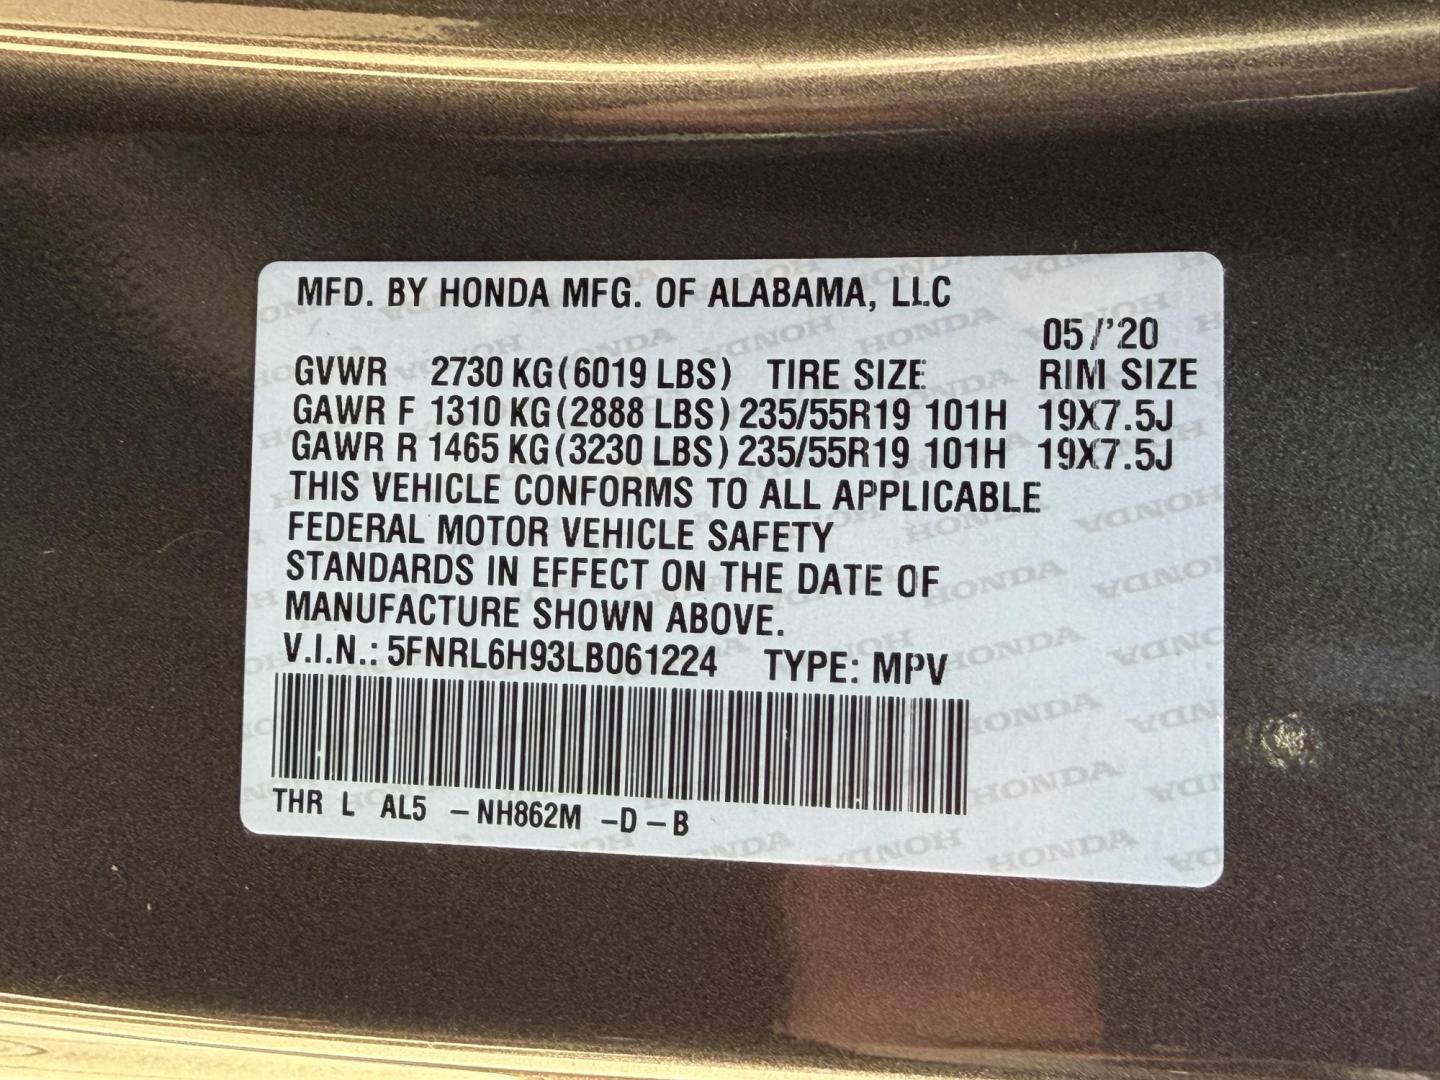 MFD. BY HONDA MFG. OF ALABAMA, LLC
05/'20
GVWR 2730 KG (6019 LBS) TIRE SIZE RIM SIZE
GAWR F 1310 KG (2888 LBS) 235/55R19 101H 19X7.5J
GAWR R 1465 KG (3230 LBS) 235/55R19 101H 19X7.5J
THIS VEHICLE CONFORMS TO ALL APPLICABLE
FEDERAL MOTOR VEHICLE SAFETY
STANDARDS IN EFFECT ON THE DATE OF
MANUFACTURE SHOWN ABOVE.
V.I.N.: 5FNRL6H93LB061224 TYPE: MPV
THR L AL5 – NH862M –D – B